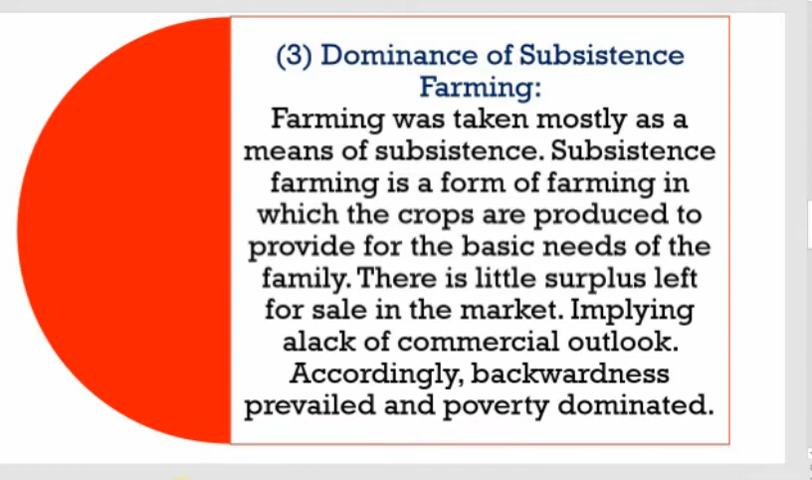 (3) Dominance of Subsistence
Farming:
Farming was taken mostly as a
means of subsistence. Subsistence
farming is a form of farming in
which the crops are produced to
provide for the basic needs of the
family. There is little surplus left
for sale in the market. Implying
alack of commercial outlook.
Accordingly, backwardness
prevailed and poverty dominated.